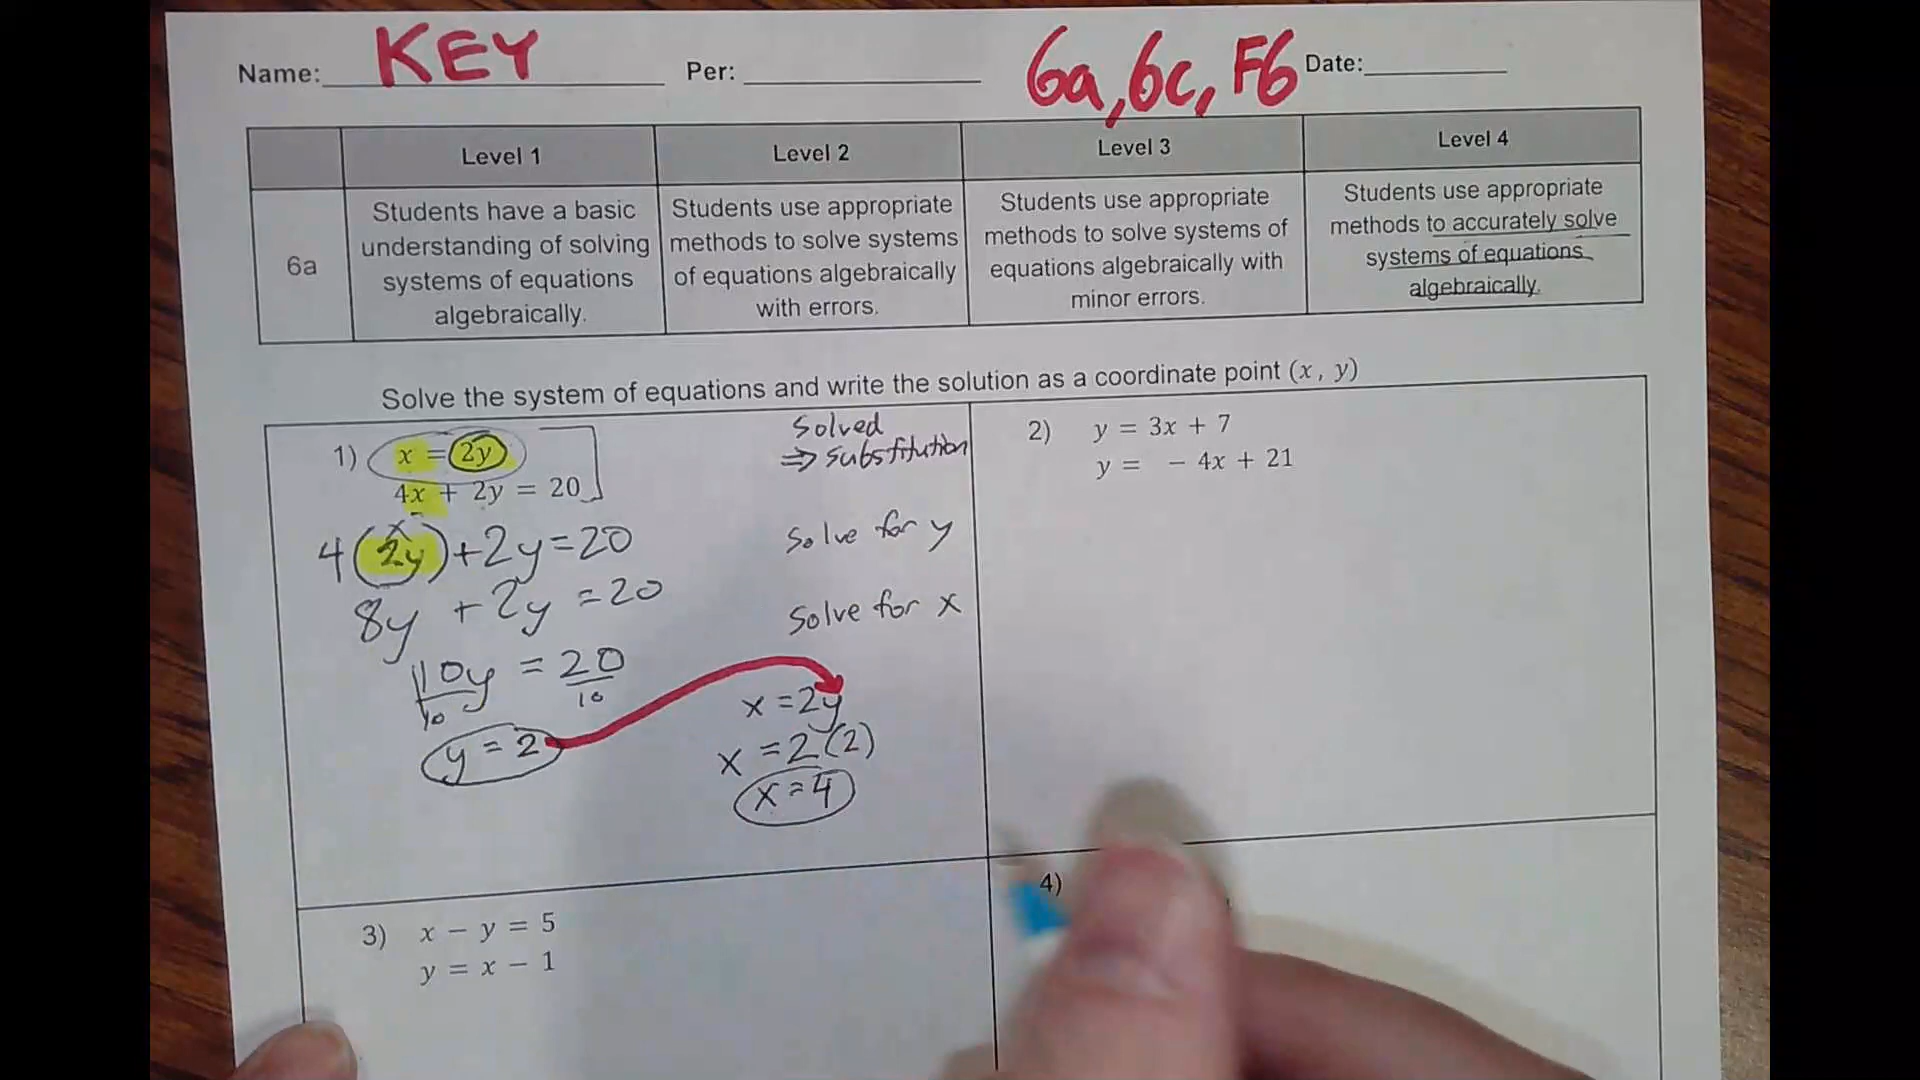 Name: KEY Per: 6a, 6c, F6 Date:
Level 1 Level 2 Level 3 Level 4
6a
Students have a basic
understanding of solving
systems of equations
algebraically.
Students use appropriate
methods to solve systems
of equations algebraically
with errors.
Students use appropriate
methods to solve systems of
equations algebraically with
minor errors.
Students use appropriate
methods to accurately solve
systems of equations
algebraically.
Solve the system of equations and write the solution as a coordinate point (x, y)
1) x = 2y
4x + 2y = 20
Solved
⇒ substitution
x
4(2y)+2y=20
8y + 2y = 20
10y = 20
10 10
y = 2
Solve for y
Solve for x
x = 2y
x = 2(2)
x = 4
2) y = 3x + 7
y = - 4x + 21
3) x − y = 5
y = x − 1
4)